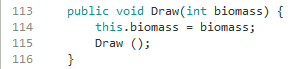 113 public void Draw(int biomass) {
114 this.biomass = biomass;
115 Draw ();
116 }